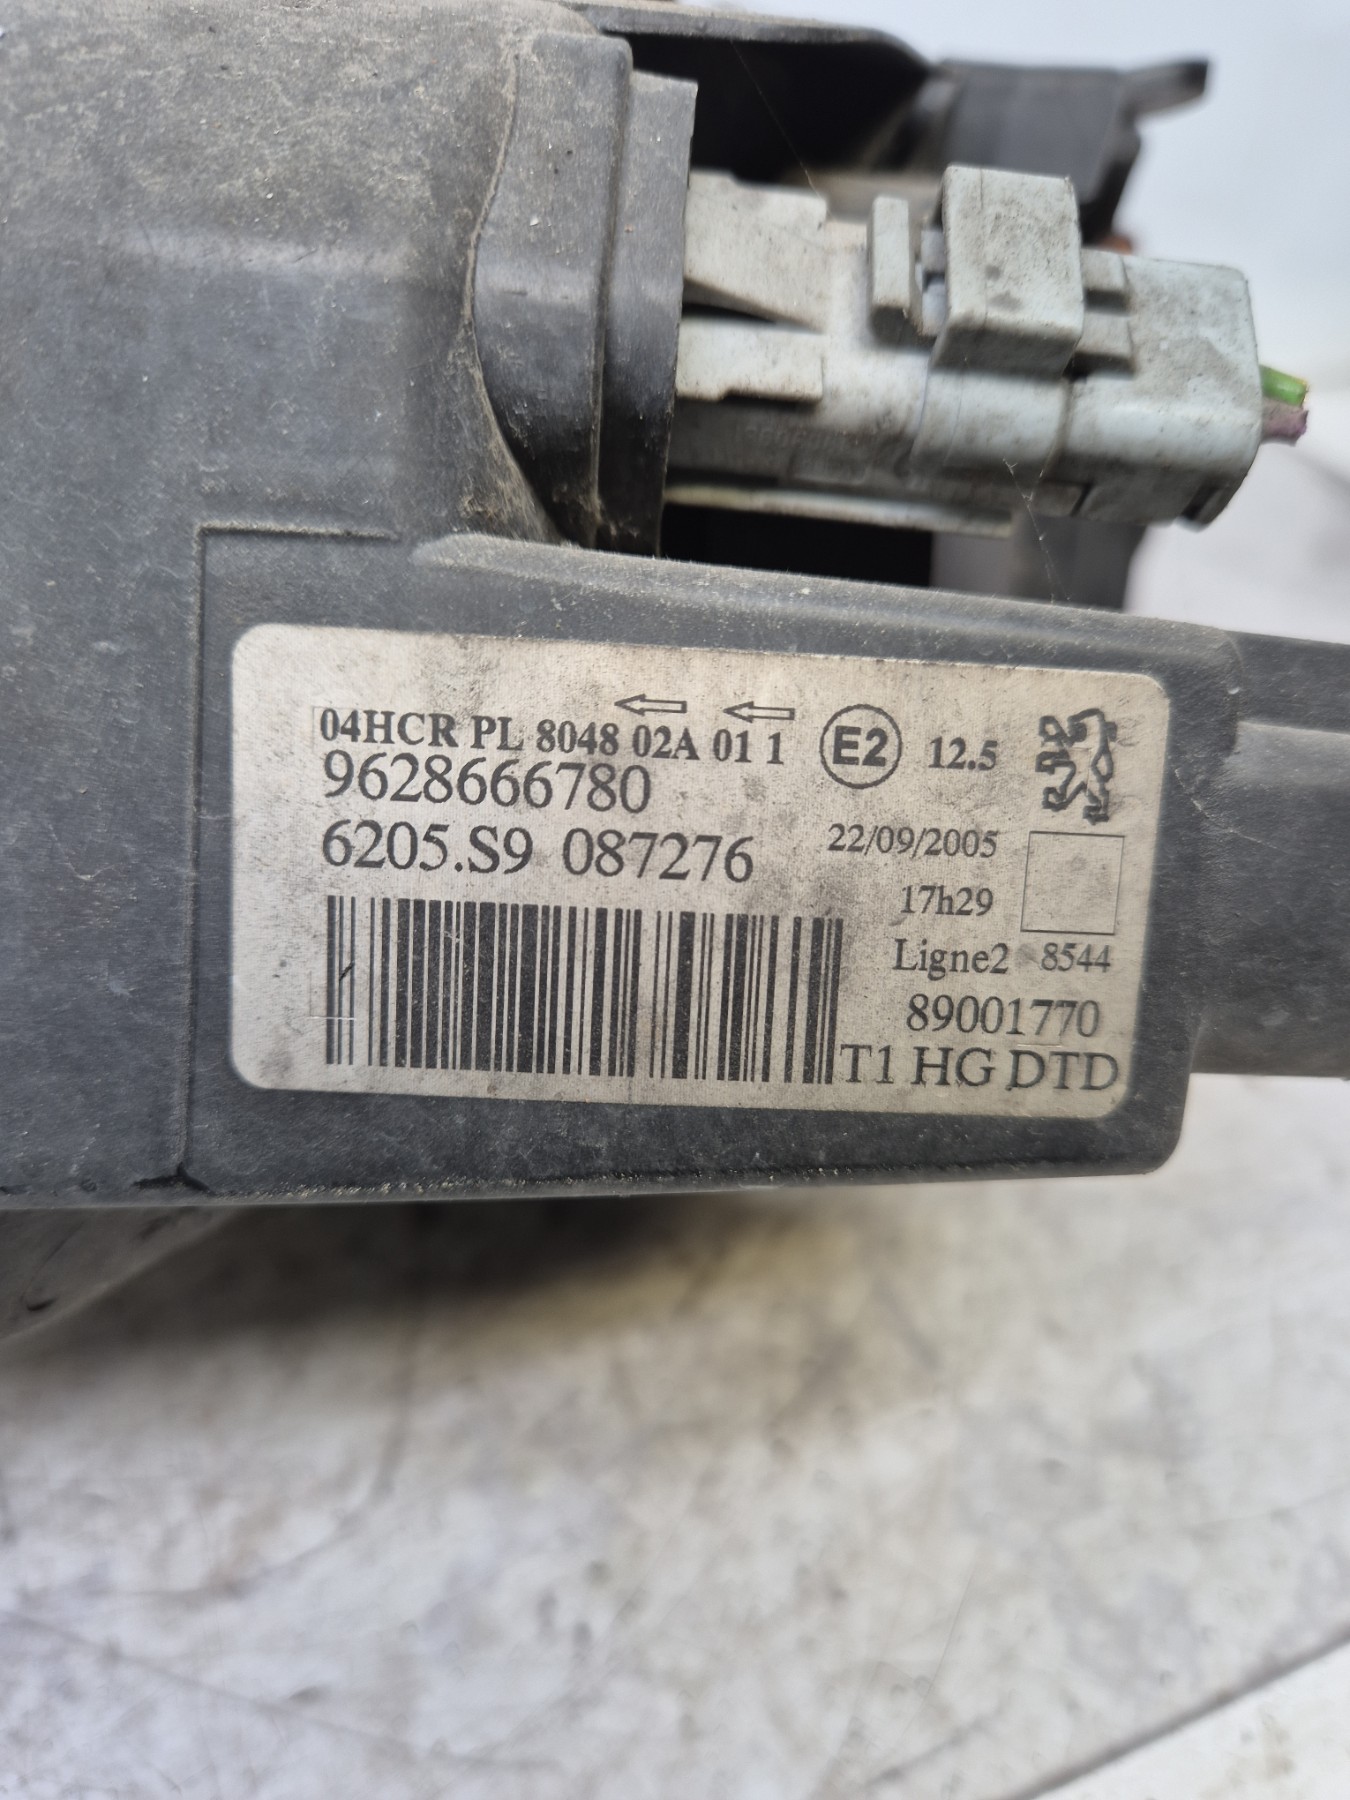 04HCR PL 8048 02A 01 1 E2 12.5
9628666780
6205.S9 087276
22/09/2005
17h29
Ligne2 8544
89001770
T1 HG DTD